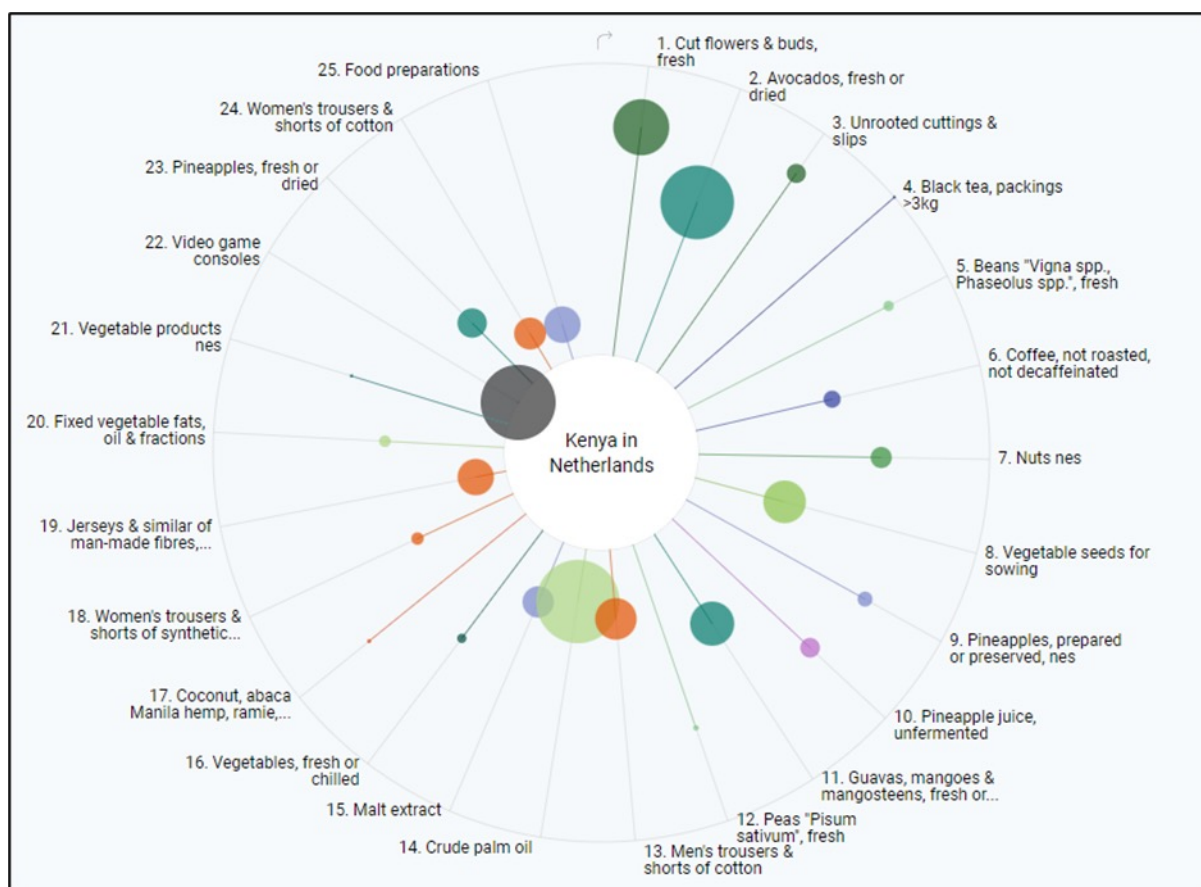 1. Cut flowers & buds,
fresh
2. Avocados, fresh or
dried
3. Unrooted cuttings &
slips
4. Black tea, packings
>3kg
5. Beans "Vigna spp.,
Phaseolus spp.", fresh
6. Coffee, not roasted,
not decaffeinated
7. Nuts nes
8. Vegetable seeds for
sowing
9. Pineapples, prepared
or preserved, nes
10. Pineapple juice,
unfermented
11. Guavas, mangoes &
mangosteens, fresh or...
12. Peas "Pisum
sativum", fresh
13. Men's trousers &
shorts of cotton
14. Crude palm oil
15. Malt extract
16. Vegetables, fresh or
chilled
17. Coconut, abaca
Manila hemp, ramie,...
18. Women's trousers &
shorts of synthetic...
19. Jerseys & similar of
man-made fibres,...
20. Fixed vegetable fats,
oil & fractions
21. Vegetable products
nes
22. Video game
consoles
23. Pineapples, fresh or
dried
24. Women's trousers &
shorts of cotton
25. Food preparations
Kenya in
Netherlands